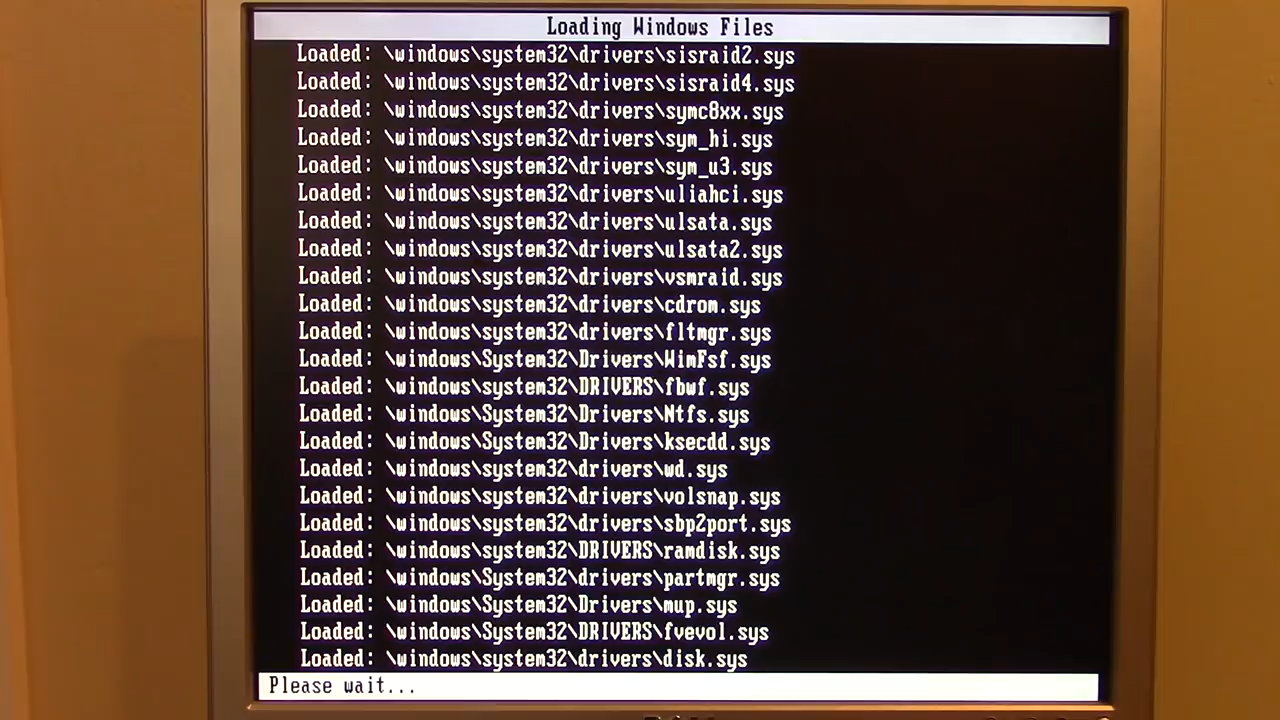 Loading Windows Files
Loaded: \windows\system32\drivers\sisraid2.sys
Loaded: \windows\system32\drivers\sisraid4.sys
Loaded: \windows\system32\drivers\symc8xx.sys
Loaded: \windows\system32\drivers\sym_hi.sys
Loaded: \windows\system32\drivers\sym_u3.sys
Loaded: \windows\system32\drivers\uliahci.sys
Loaded: \windows\system32\drivers\ulsata.sys
Loaded: \windows\system32\drivers\ulsata2.sys
Loaded: \windows\system32\drivers\vsmraid.sys
Loaded: \windows\system32\drivers\cdrom.sys
Loaded: \windows\system32\drivers\fltmgr.sys
Loaded: \windows\System32\Drivers\WimFsf.sys
Loaded: \windows\system32\DRIVERS\fbwf.sys
Loaded: \windows\System32\Drivers\Ntfs.sys
Loaded: \windows\System32\Drivers\ksecdd.sys
Loaded: \windows\system32\drivers\wd.sys
Loaded: \windows\system32\drivers\volsnap.sys
Loaded: \windows\system32\drivers\sbp2port.sys
Loaded: \windows\system32\DRIVERS\ramdisk.sys
Loaded: \windows\System32\drivers\partmgr.sys
Loaded: \windows\System32\Drivers\mup.sys
Loaded: \windows\System32\DRIVERS\fvevol.sys
Loaded: \windows\system32\drivers\disk.sys
Please wait...